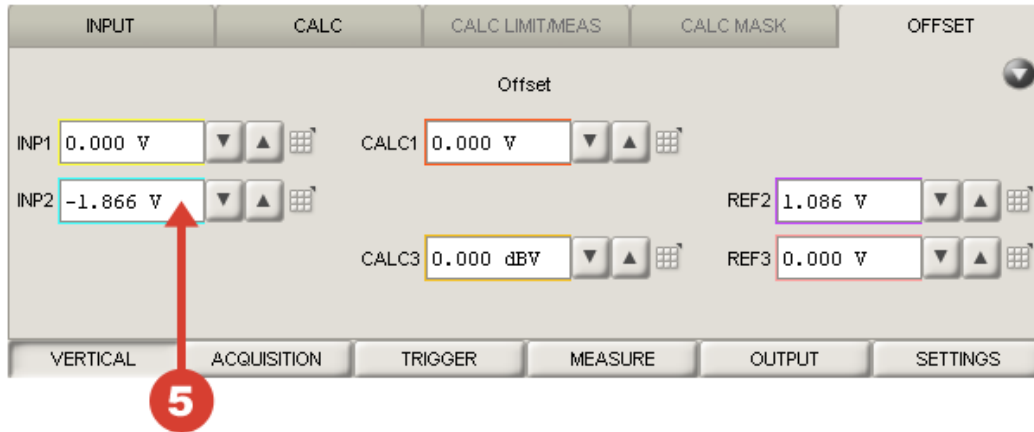 INPUT CALC CALC LIMIT/MEAS CALC MASK OFFSET
Offset
INP1 0.000 V CALC1 0.000 V
INP2 -1.866 V REF2 1.086 V
CALC3 0.000 dBV REF3 0.000 V
VERTICAL ACQUISITION TRIGGER MEASURE OUTPUT SETTINGS
5